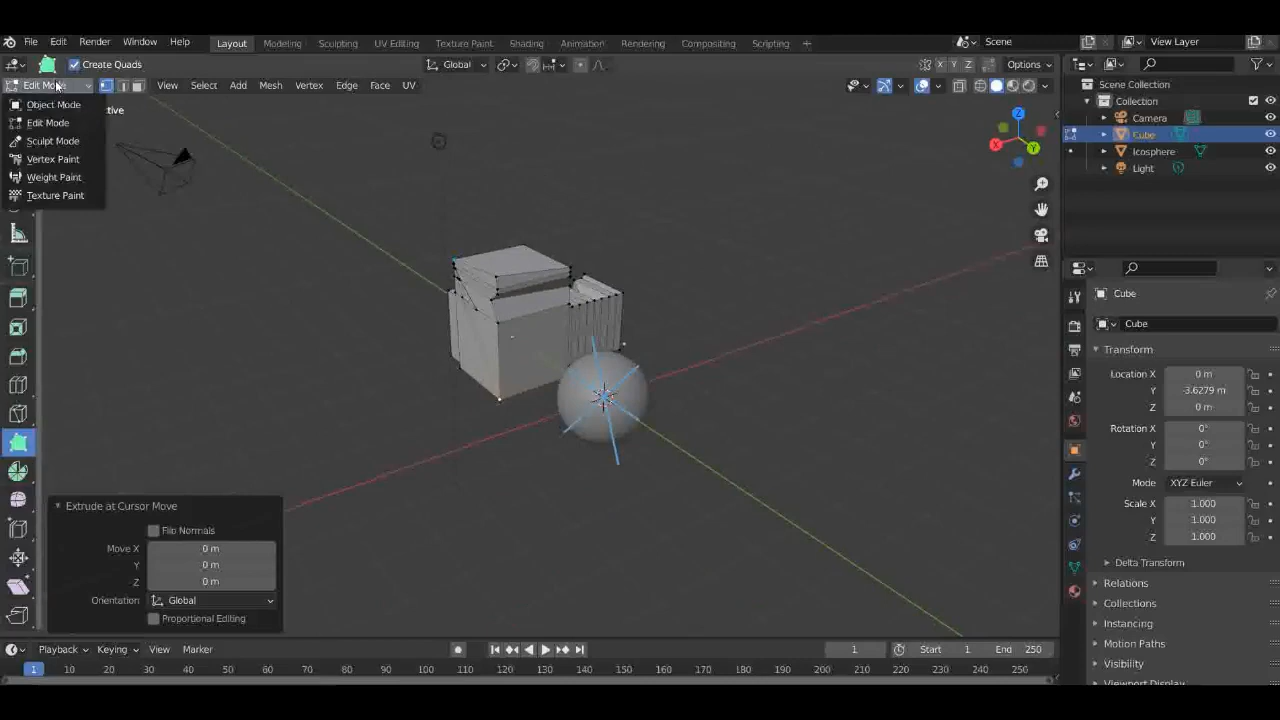 File Edit Render Window Help Layout Modeling Sculpting UV Editing Texture Paint Shading Animation Rendering Compositing Scripting + Scene View Layer
Create Quads Global X Y Z Options
Edit Mode View Select Add Mesh Vertex Edge Face UV
Object Mode
Edit Mode
Sculpt Mode
Vertex Paint
Weight Paint
Texture Paint
ctive
Z
X
Y
Extrude at Cursor Move
Flip Normals
Move X 0 m
Y 0 m
Z 0 m
Orientation: Global
Proportional Editing
Scene Collection
Collection
Camera
Cube
Icosphere
Light
Cube
Cube
Transform
Location X 0 m
Y -3.6279 m
Z 0 m
Rotation X 0°
Y 0°
Z 0°
Mode XYZ Euler
Scale X 1.000
Y 1.000
Z 1.000
Delta Transform
Relations
Collections
Instancing
Motion Paths
Visibility
Viewport Display
Playback Keying View Marker 1 Start 1 End 250
1 10 20 30 40 50 60 70 80 90 100 110 120 130 140 150 160 170 180 190 200 210 220 230 240 250